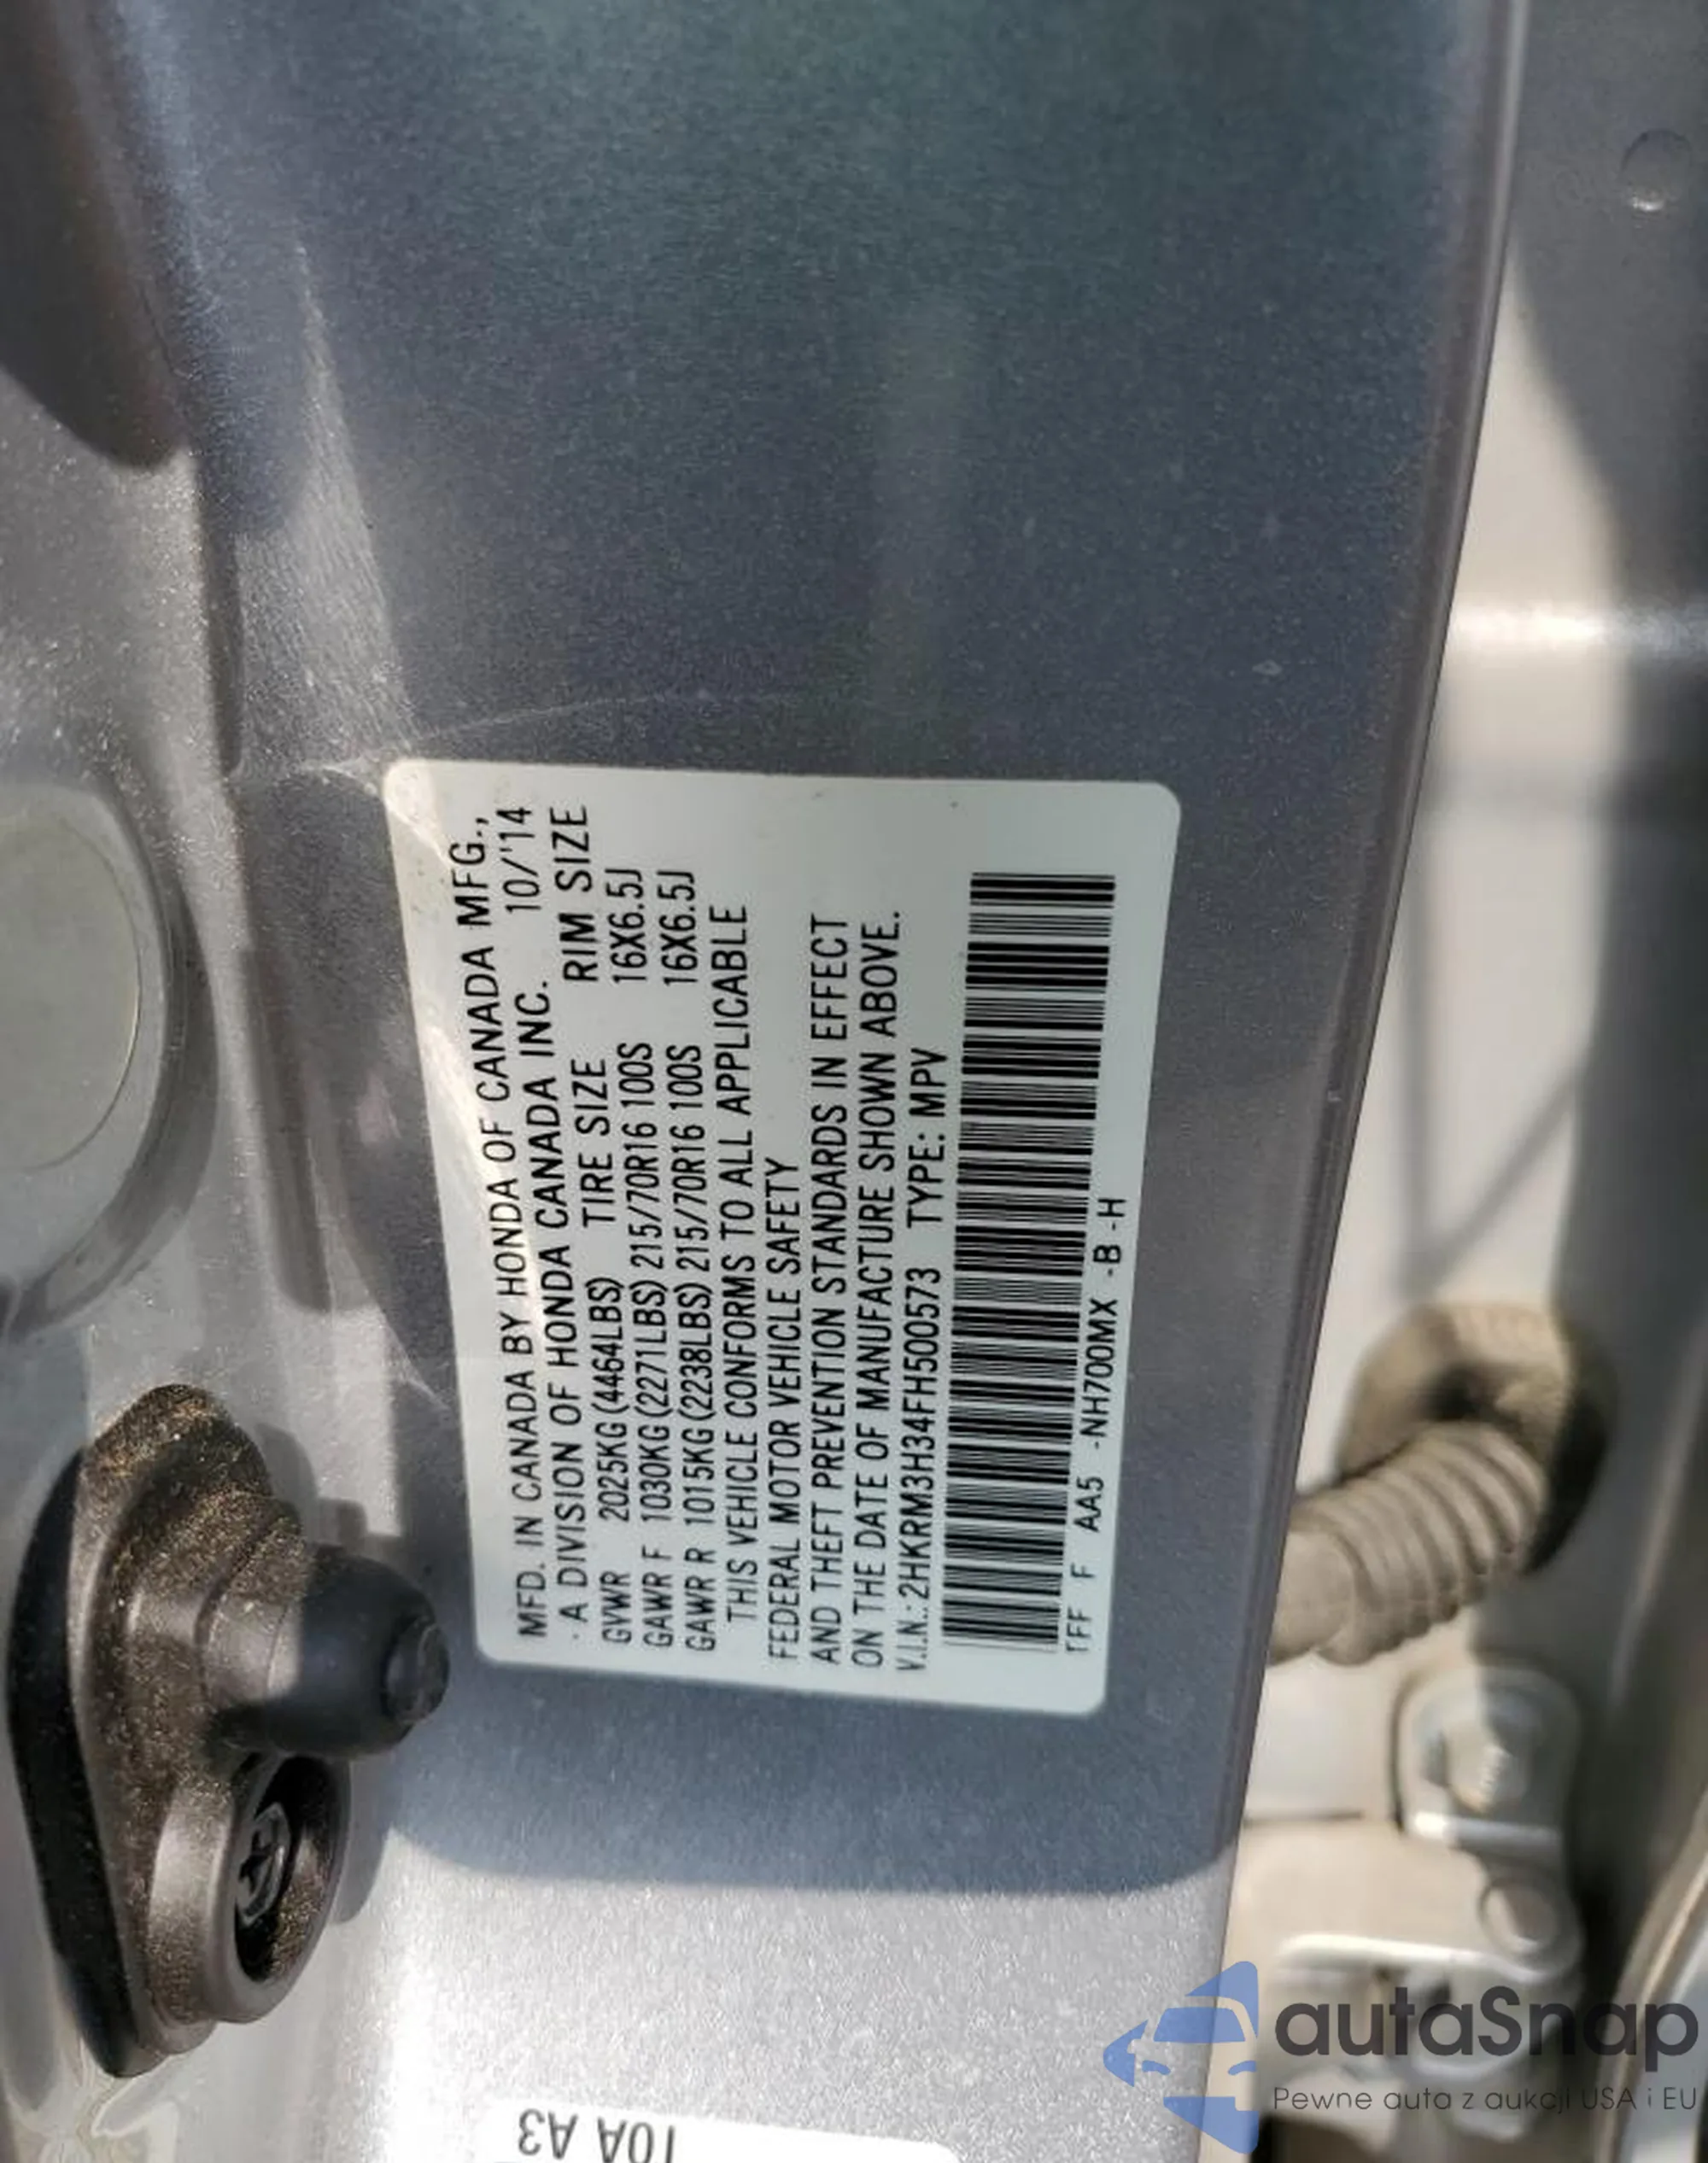 MFD. IN CANADA BY HONDA OF CANADA MFG.,
A DIVISION OF HONDA CANADA INC. 10/'14
TIRE SIZE RIM SIZE
GVWR 2025KG (4464LBS)
GAWR F 1030KG (2271LBS) 215/70R16 100S 16X6.5J
GAWR R 1015KG (2238LBS) 215/70R16 100S 16X6.5J
THIS VEHICLE CONFORMS TO ALL APPLICABLE
FEDERAL MOTOR VEHICLE SAFETY
AND THEFT PREVENTION STANDARDS IN EFFECT
ON THE DATE OF MANUFACTURE SHOWN ABOVE.
V.I.N.: 2HKRM3H34FH500573 TYPE: MPV
F AA5 -NH700MX -B -H
10A A3
autaSnap
Pewne auta z aukcji USA i EU